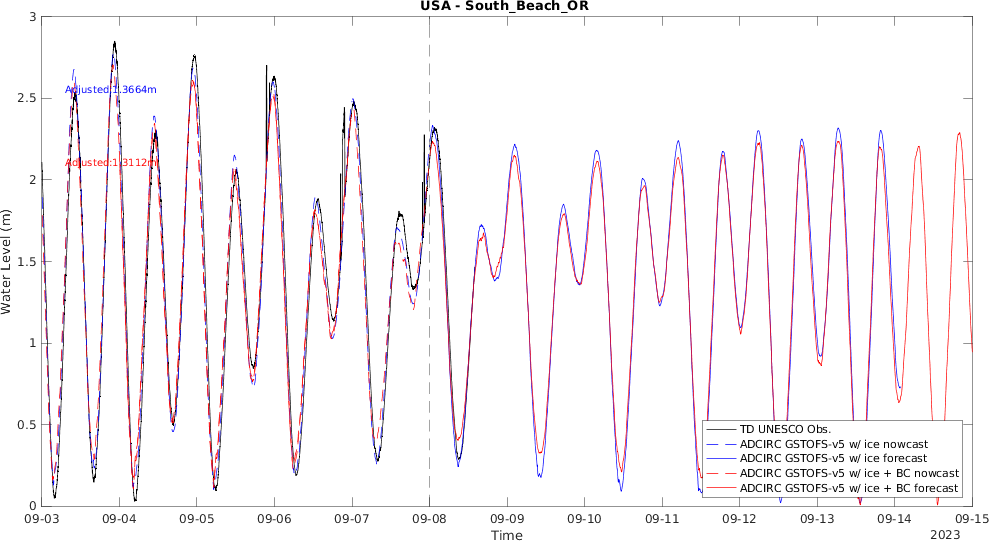 USA - South_Beach_OR
3
2.5
2
1.5
1
0.5
0
Water Level (m)
Adjusted:1.3664m
Adjusted:1.3112m
TD UNESCO Obs.
ADCIRC GSTOFS-v5 w/ ice nowcast
ADCIRC GSTOFS-v5 w/ ice forecast
ADCIRC GSTOFS-v5 w/ ice + BC nowcast
ADCIRC GSTOFS-v5 w/ ice + BC forecast
09-03 09-04 09-05 09-06 09-07 09-08 09-09 09-10 09-11 09-12 09-13 09-14 09-15
Time
2023